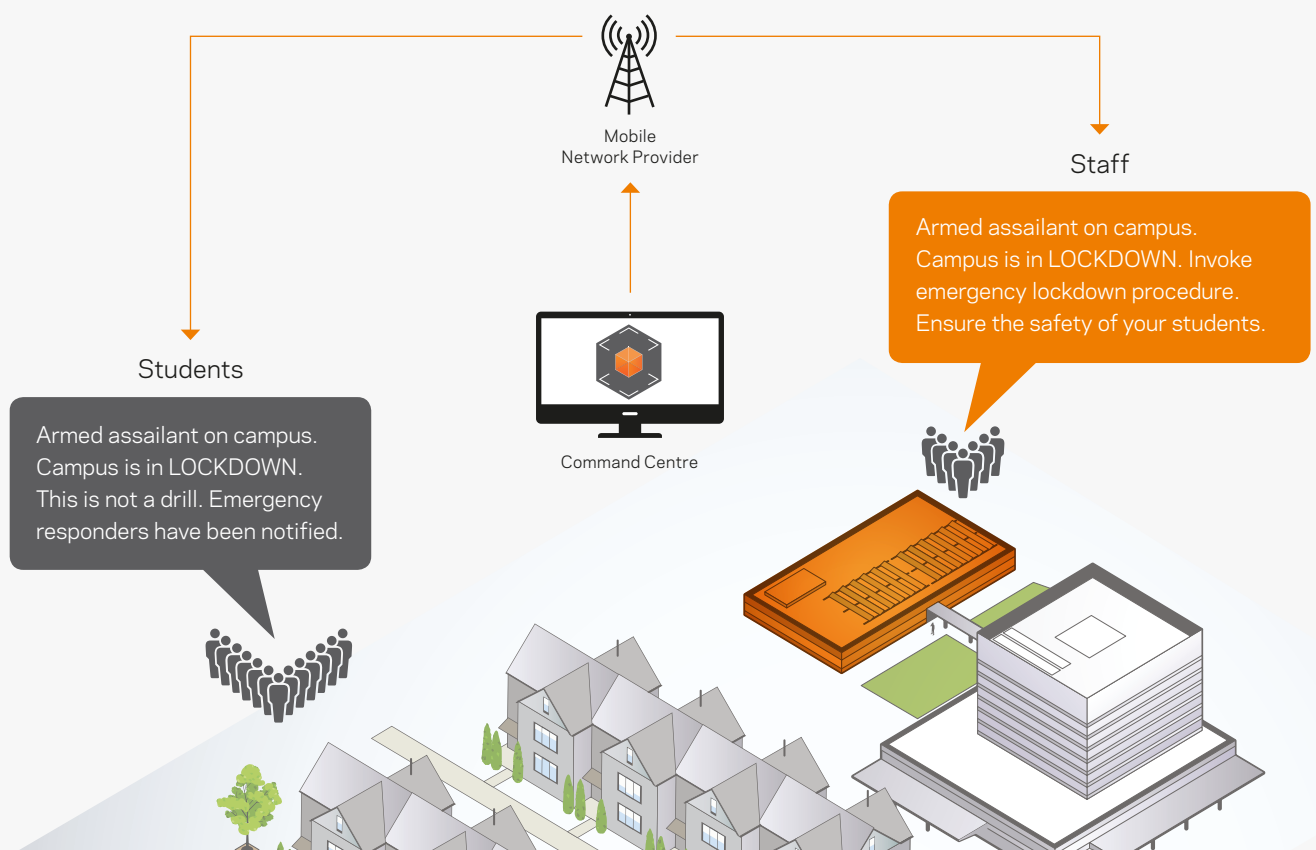 Mobile
Network Provider
Staff
Armed assailant on campus.
Campus is in LOCKDOWN. Invoke
emergency lockdown procedure.
Ensure the safety of your students.
Students
Armed assailant on campus.
Campus is in LOCKDOWN.
This is not a drill. Emergency
responders have been notified.
Command Centre